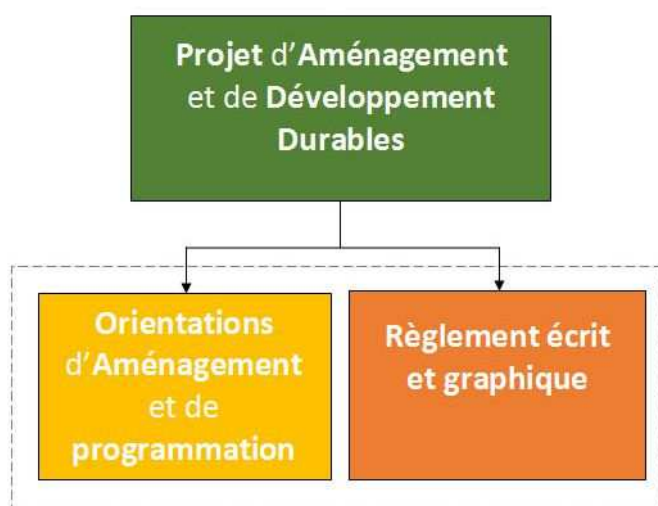 Projet d'Aménagement
et de Développement
Durables
Orientations
d'Aménagement
et de
programmation
Règlement écrit
et graphique